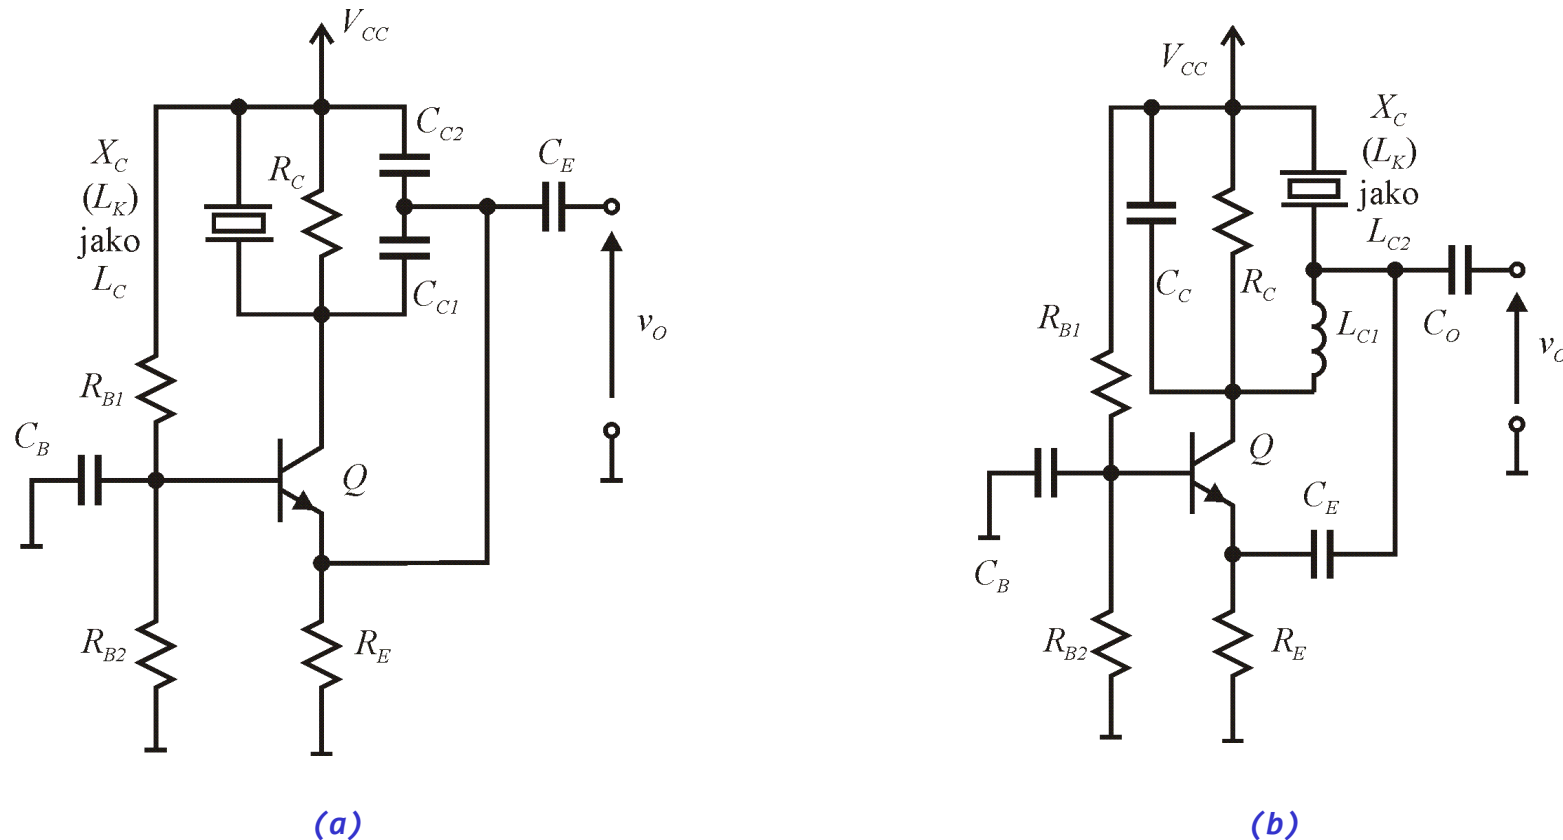 V_CC
C_C2
X_C
(L_K)
jako
L_C
R_C
C_E
C_C1
v_O
R_B1
C_B
Q
R_B2
R_E
(a)
V_CC
X_C
(L_K)
jako
L_C2
C_C
R_C
R_B1
L_C1
C_O
v_O
Q
C_E
C_B
R_B2
R_E
(b)